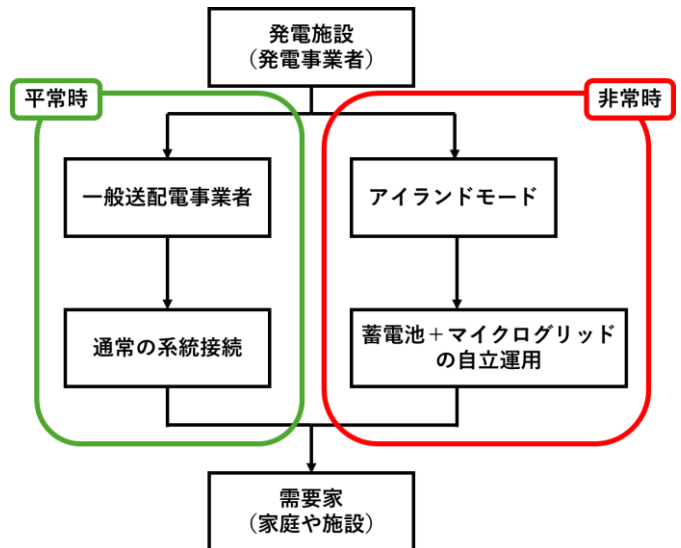 発電施設
（発電事業者）
平常時
非常時
一般送配電事業者
アイランドモード
通常の系統接続
蓄電池＋マイクログリッド
の自立運用
需要家
（家庭や施設）